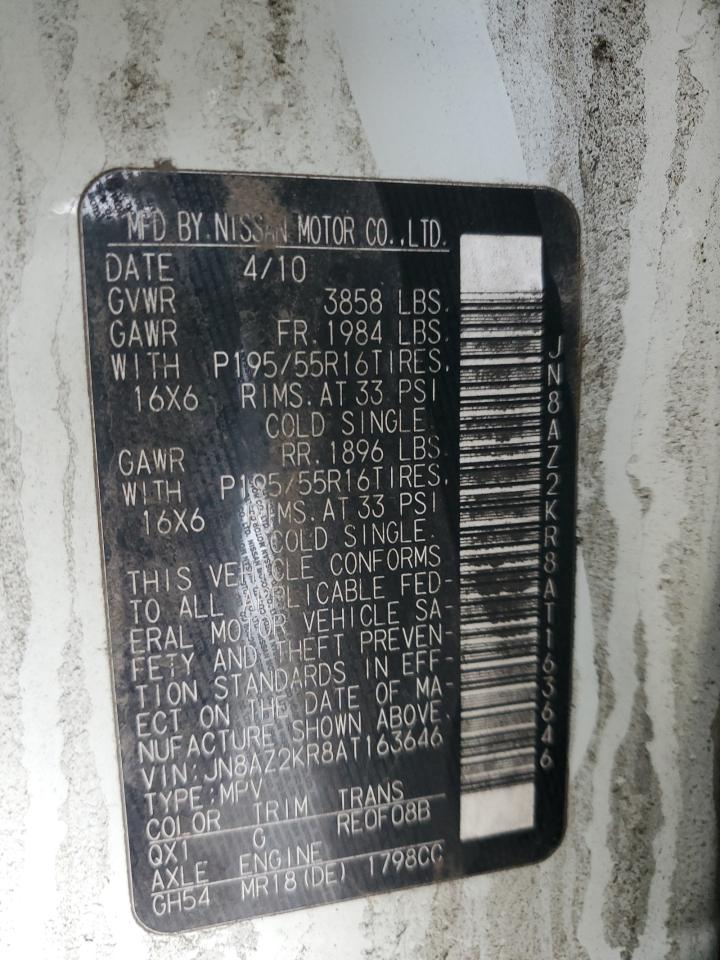 MFD BY NISSAN MOTOR CO.,LTD.
DATE 4/10
GVWR 3858 LBS.
GAWR FR. 1984 LBS.
WITH P195/55R16TIRES,
16X6 RIMS. AT 33 PSI
COLD SINGLE.
GAWR RR. 1896 LBS.
WITH P195/55R16TIRES,
16X6 RIMS. AT 33 PSI
COLD SINGLE.
THIS VEHICLE CONFORMS
TO ALL APPLICABLE FED-
ERAL MOTOR VEHICLE SA-
FETY AND THEFT PREVEN-
TION STANDARDS IN EFF-
ECT ON THE DATE OF MA-
NUFACTURE SHOWN ABOVE.
VIN:JN8AZ2KR8AT163646
TYPE:MPV
COLOR TRIM TRANS
QX1 G RE0F08B
AXLE ENGINE
GH54 MR18(DE) 1798CC
JN8AZ2KR8AT163646